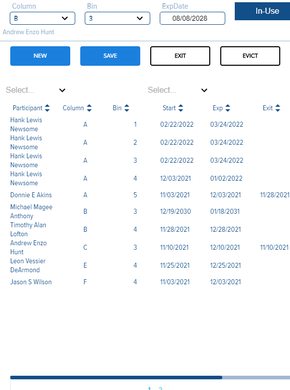 Column Bin ExpDate
B 3 08/08/2028 In-Use
Andrew Enzo Hunt
NEW SAVE EXIT EVICT
Select... Select...
Participant Column Bin Start Exp Exit
Hank Lewis Newsome A 1 02/22/2022 03/24/2022
Hank Lewis Newsome A 2 02/22/2022 03/24/2022
Hank Lewis Newsome A 3 02/22/2022 03/24/2022
Hank Lewis Newsome A 4 12/03/2021 01/02/2022
Donnie E Akins A 5 11/03/2021 12/03/2021 11/28/2021
Michael Magee Anthony B 3 12/19/2030 01/18/2031
Timothy Alan Lofton B 4 11/28/2021 12/28/2021
Andrew Enzo Hunt C 3 11/10/2021 12/10/2021 11/10/2021
Leon Vessier DeArmond E 4 11/25/2021 12/25/2021
Jason S Wilson F 4 11/03/2021 12/03/2021